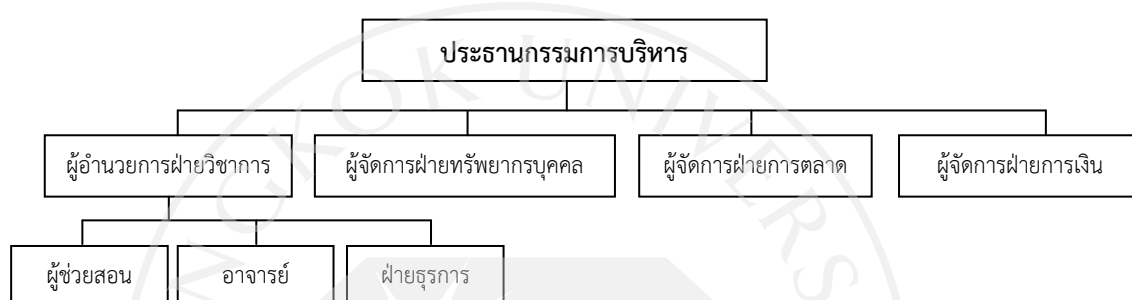 ประธานกรรมการบริหาร
ผู้อำนวยการฝ่ายวิชาการ
ผู้จัดการฝ่ายทรัพยากรบุคคล
ผู้จัดการฝ่ายการตลาด
ผู้จัดการฝ่ายการเงิน
ผู้ช่วยสอน
อาจารย์
ฝ่ายธุรการ